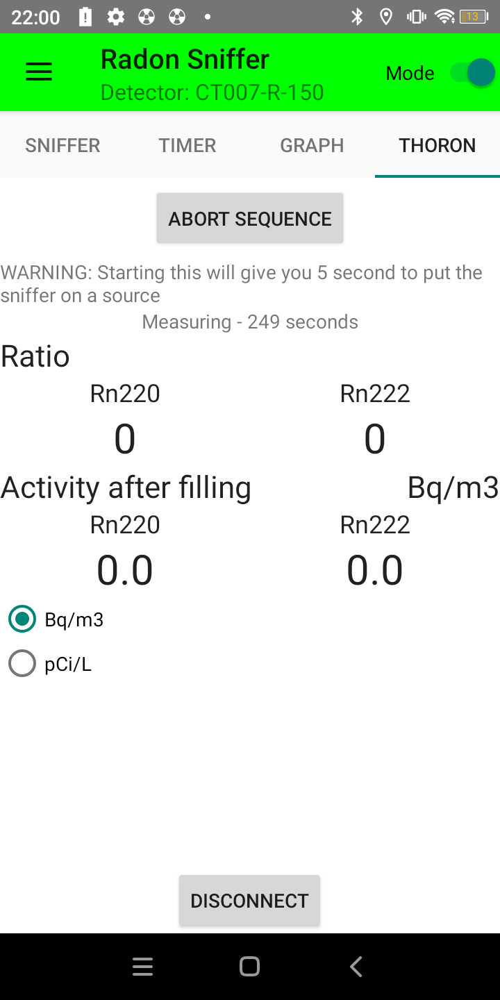 22:00
13
Radon Sniffer
Detector: CT007-R-150
Mode
SNIFFER TIMER GRAPH THORON
ABORT SEQUENCE
WARNING: Starting this will give you 5 second to put the
sniffer on a source
Measuring - 249 seconds
Ratio
Rn220 Rn222
0 0
Activity after filling Bq/m3
Rn220 Rn222
0.0 0.0
Bq/m3
pCi/L
DISCONNECT